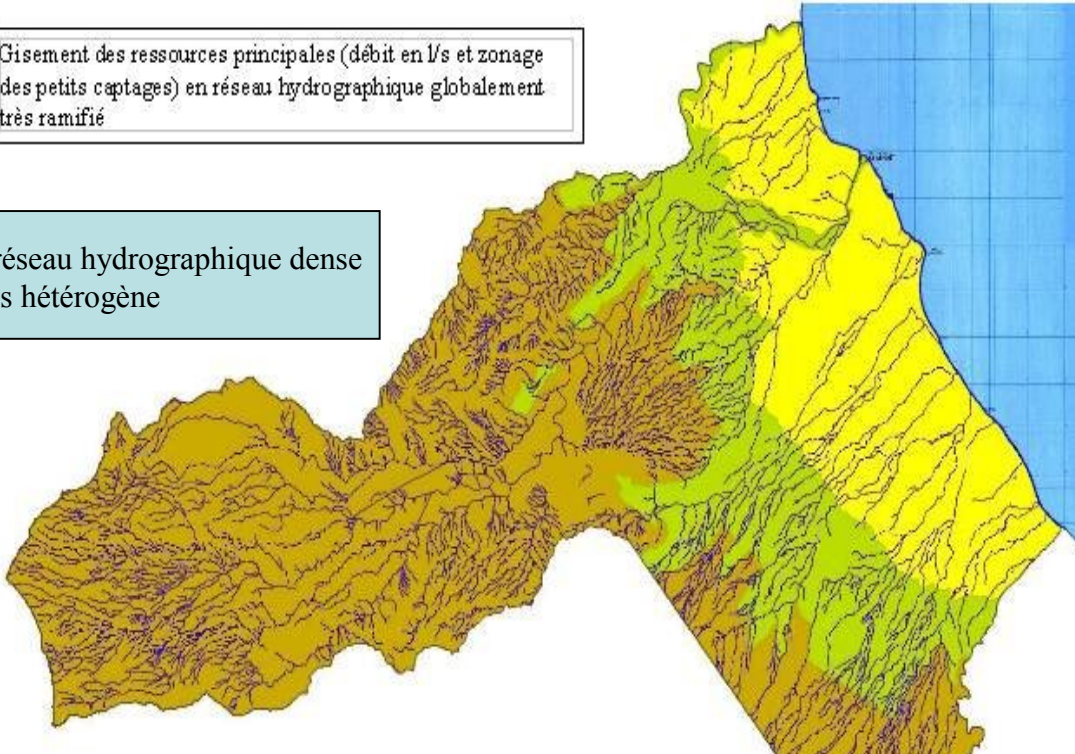 Gisement des ressources principales (débit en l/s et zonage
des petits captages) en réseau hydrographique globalement
très ramifié
réseau hydrographique dense
s hétérogène